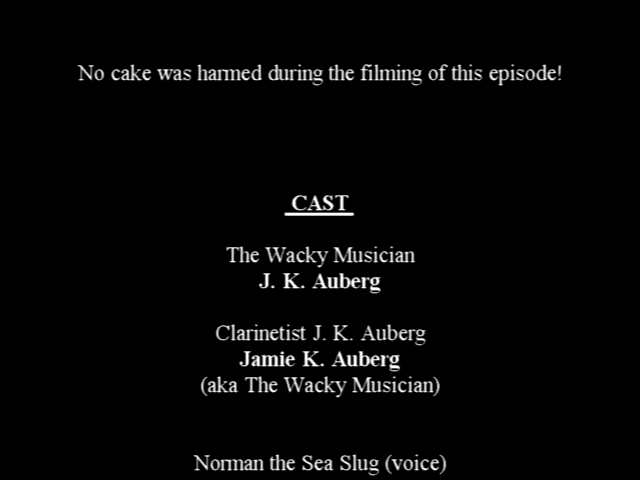 No cake was harmed during the filming of this episode!
CAST
The Wacky Musician
J. K. Auberg
Clarinetist J. K. Auberg
Jamie K. Auberg
(aka The Wacky Musician)
Norman the Sea Slug (voice)